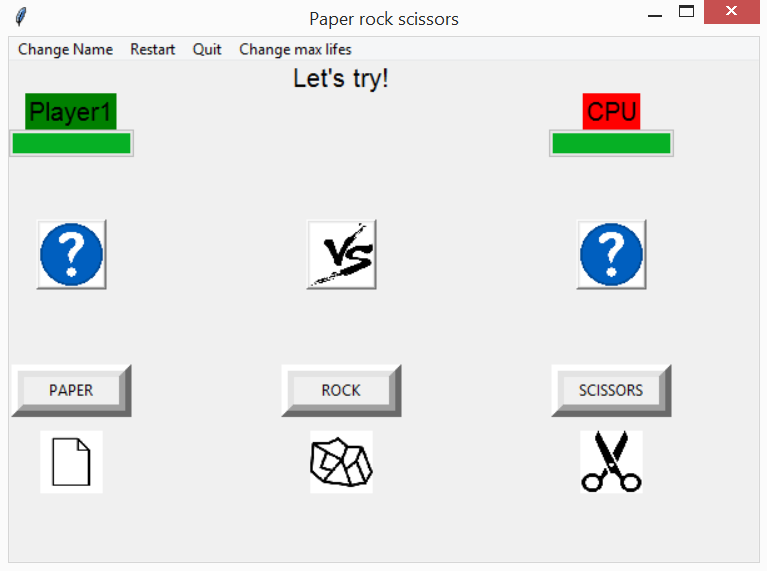 Paper rock scissors
Change Name Restart Quit Change max lifes
Let's try!
Player1 CPU
? VS ?
PAPER ROCK SCISSORS